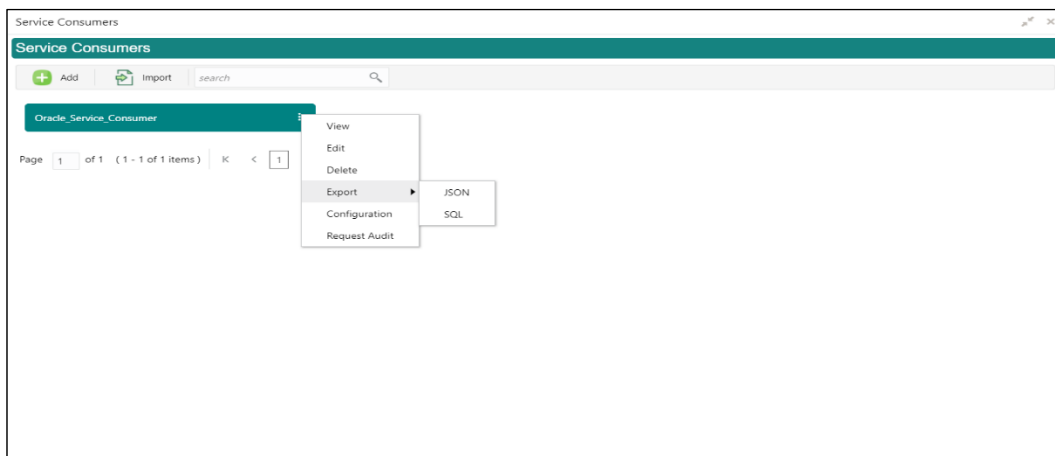 Service Consumers
Service Consumers
Add Import search
Oracle_Service_Consumer
View
Edit
Page 1 of 1 ( 1 - 1 of 1 items ) K < 1
Delete
Export JSON
Configuration SQL
Request Audit